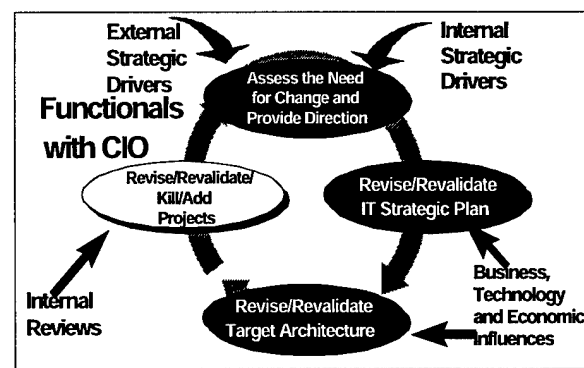 External
Strategic
Drivers
Internal
Strategic
Drivers
Assess the Need
for Change and
Provide Direction
Functionals
with CIO
Revise/Revalidate/
Kill/Add
Projects
Revise/Revalidate
IT Strategic Plan
Internal
Reviews
Revise/Revalidate
Target Architecture
Business,
Technology
and Economic
Influences